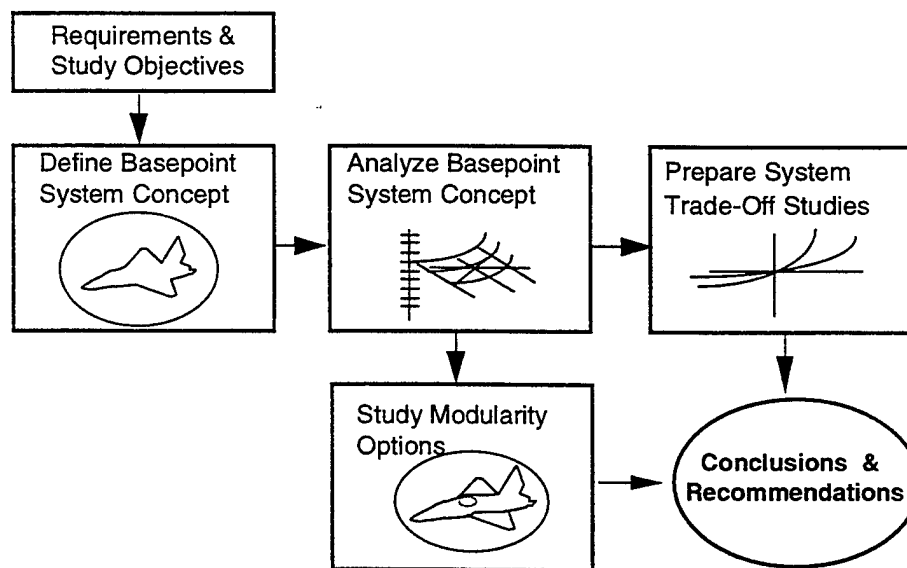 Requirements &
Study Objectives
Define Basepoint
System Concept
Analyze Basepoint
System Concept
Prepare System
Trade-Off Studies
Study Modularity
Options
Conclusions &
Recommendations